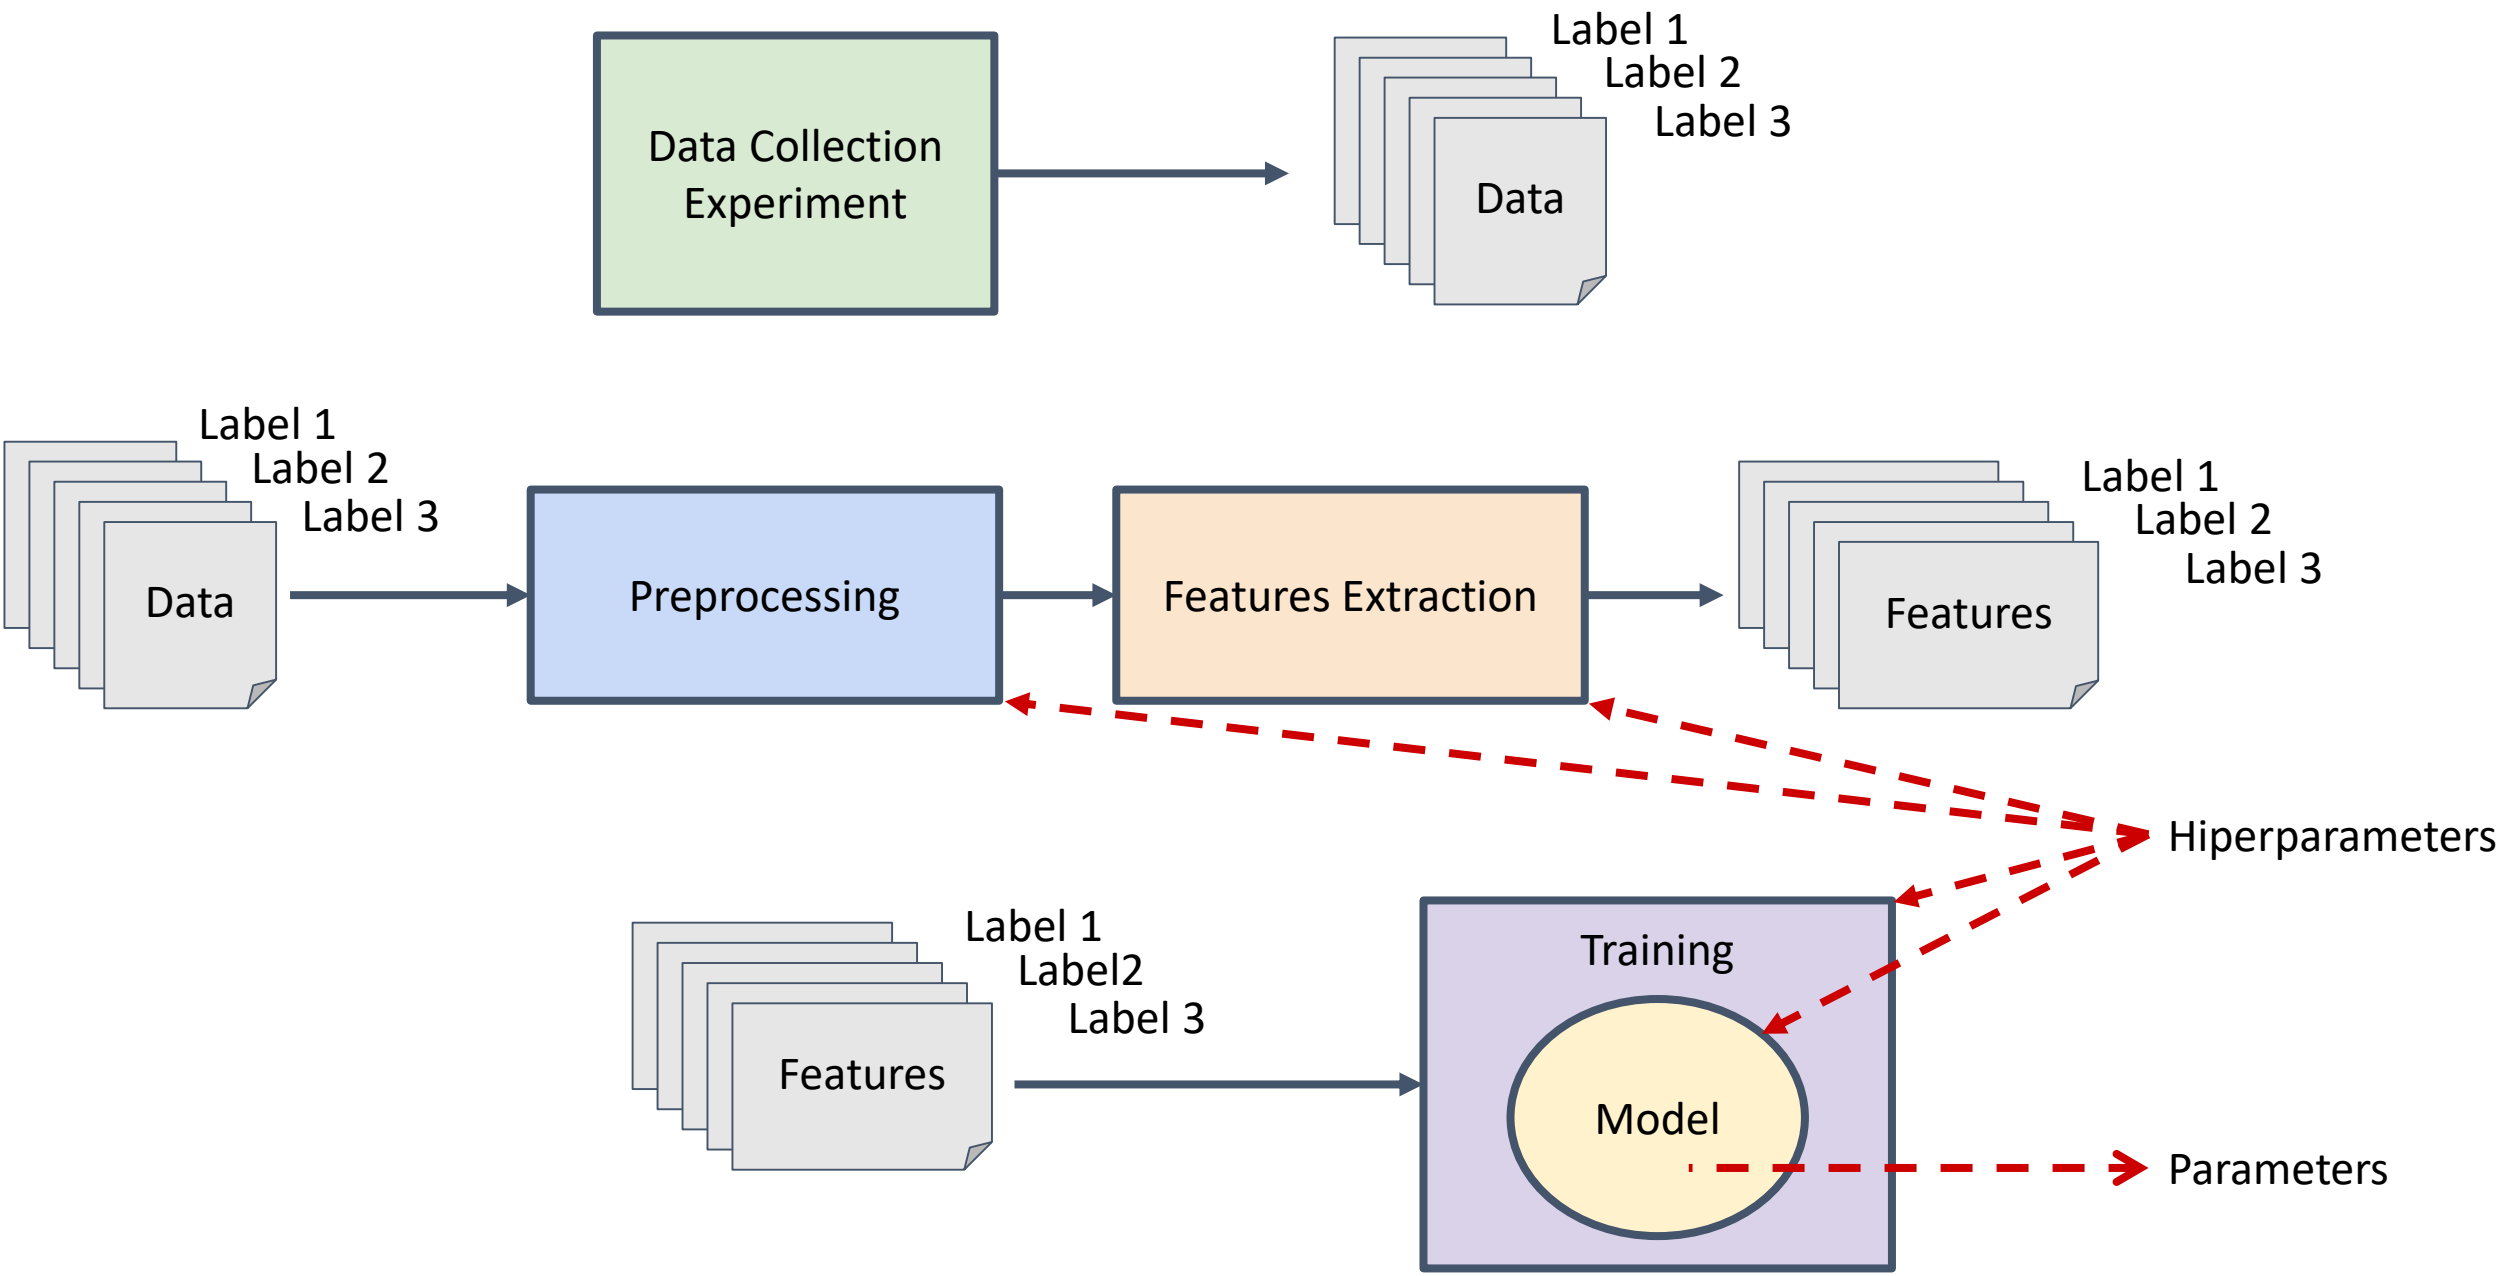 Data Collection
Experiment
Label 1
Label 2
Label 3
Data
Label 1
Label 2
Label 3
Data
Preprocessing
Features Extraction
Label 1
Label 2
Label 3
Features
Hiperparameters
Label 1
Label2
Label 3
Features
Training
Model
Parameters